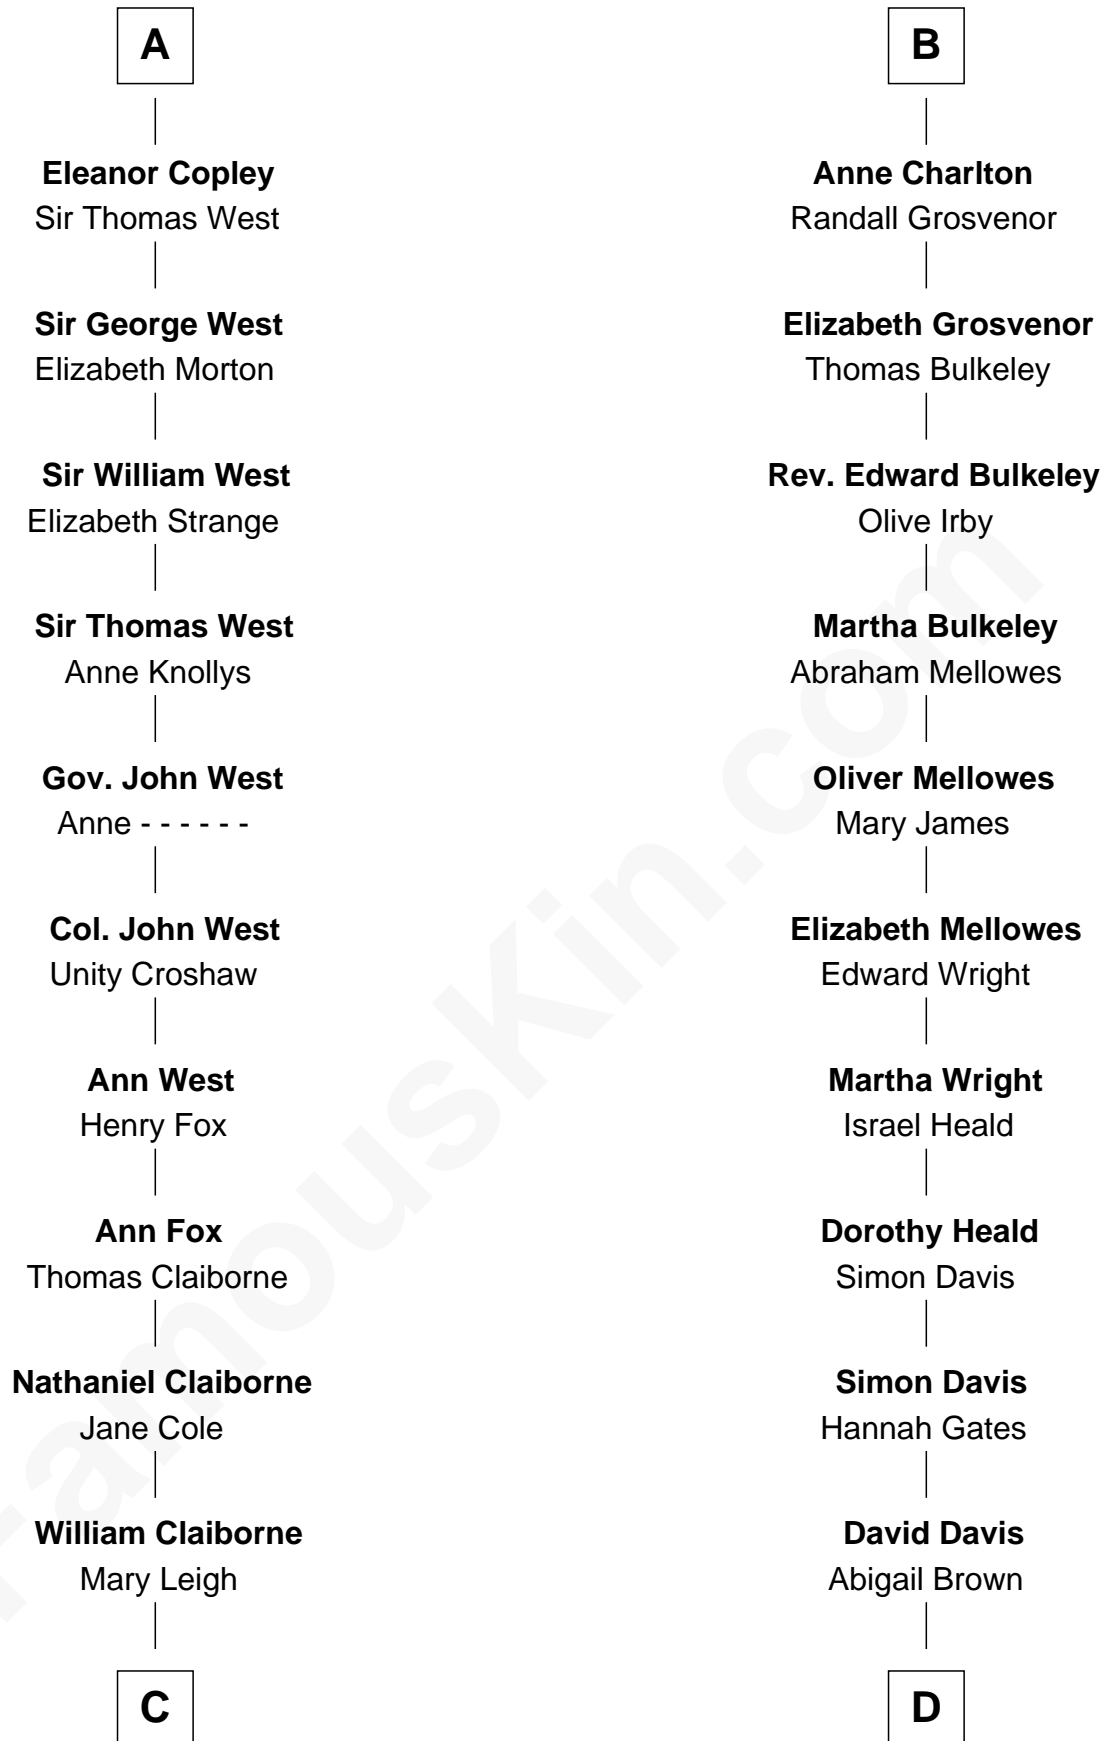 A
Eleanor Copley
Sir Thomas West
Sir George West
Elizabeth Morton
Sir William West
Elizabeth Strange
Sir Thomas West
Anne Knollys
Gov. John West
Anne - - - - - -
Col. John West
Unity Croshaw
Ann West
Henry Fox
Ann Fox
Thomas Claiborne
Nathaniel Claiborne
Jane Cole
William Claiborne
Mary Leigh
C
B
Anne Charlton
Randall Grosvenor
Elizabeth Grosvenor
Thomas Bulkeley
Rev. Edward Bulkeley
Olive Irby
Martha Bulkeley
Abraham Mellowes
Oliver Mellowes
Mary James
Elizabeth Mellowes
Edward Wright
Martha Wright
Israel Heald
Dorothy Heald
Simon Davis
Simon Davis
Hannah Gates
David Davis
Abigail Brown
D
FamousKin.com